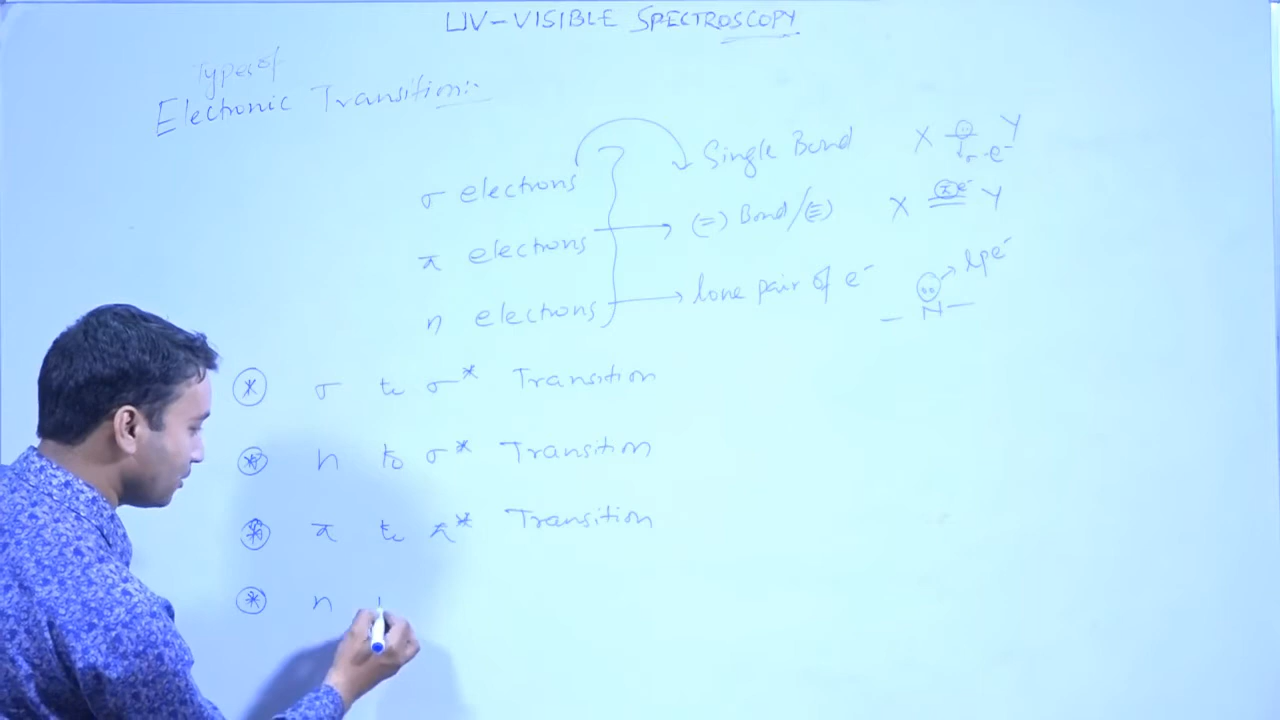 UV-VISIBLE SPECTROSCOPY
Types of
Electronic Transition:-
σ electrons → Single Bond X — Y
σ-e⁻
π electrons → (=) Bond/(≡) X = Y
πe⁻
n electrons → lone pair of e⁻ — N —
lpe⁻
* σ to σ* Transition
* n to σ* Transition
* π to π* Transition
* n